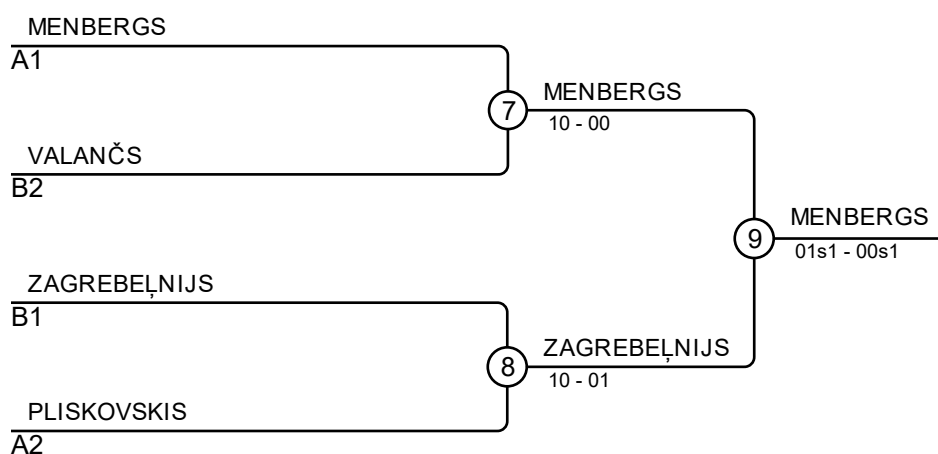 MENBERGS
A1
7
MENBERGS
10 - 00
VALANČS
B2
9
MENBERGS
01s1 - 00s1
ZAGREBEĻNIJS
B1
8
ZAGREBEĻNIJS
10 - 01
PLISKOVSKIS
A2